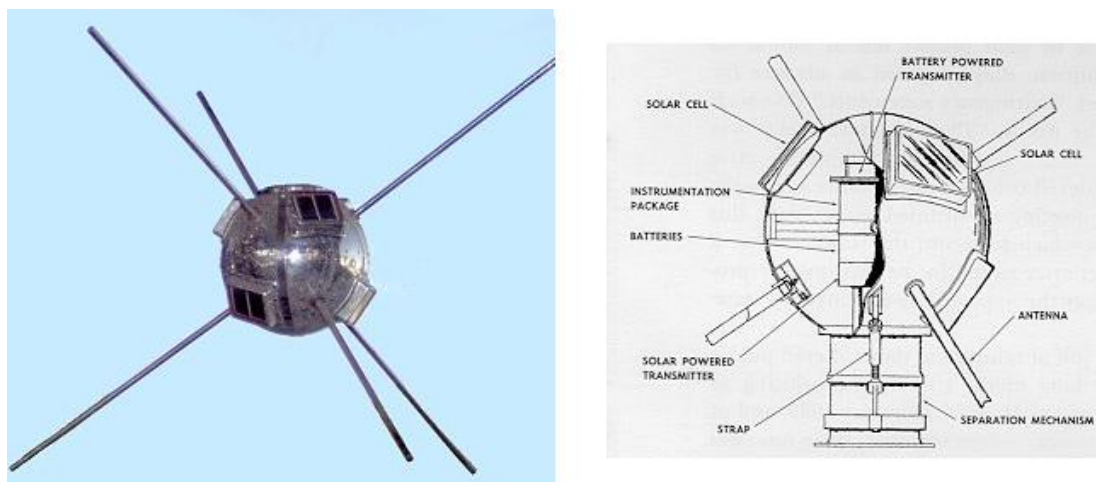 BATTERY POWERED
TRANSMITTER
SOLAR CELL
SOLAR CELL
INSTRUMENTATION
PACKAGE
BATTERIES
ANTENNA
SOLAR POWERED
TRANSMITTER
SEPARATION MECHANISM
STRAP